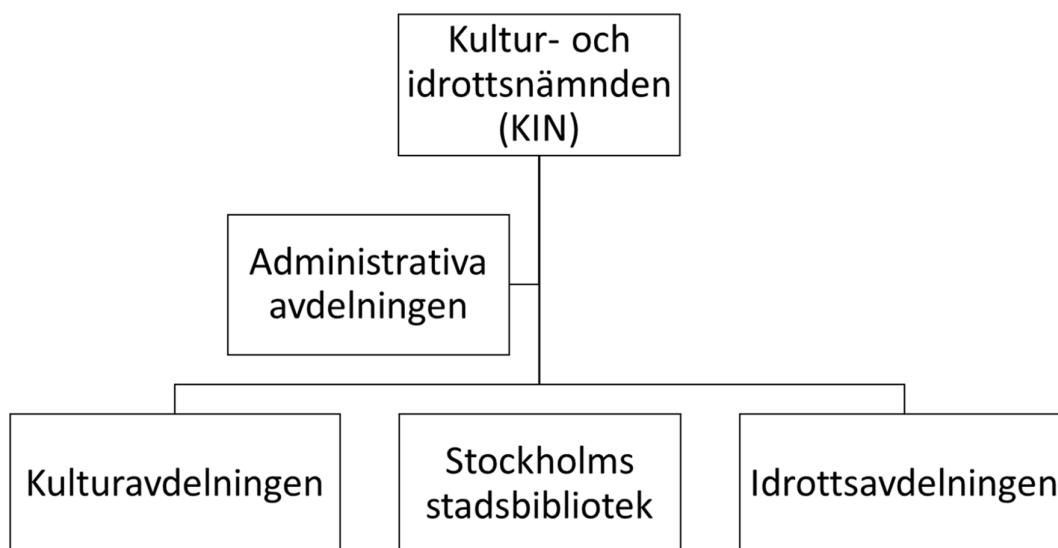 Kultur- och
idrottsnämnden
(KIN)
Administrativa
avdelningen
Kulturavdelningen
Stockholms
stadsbibliotek
Idrottsavdelningen